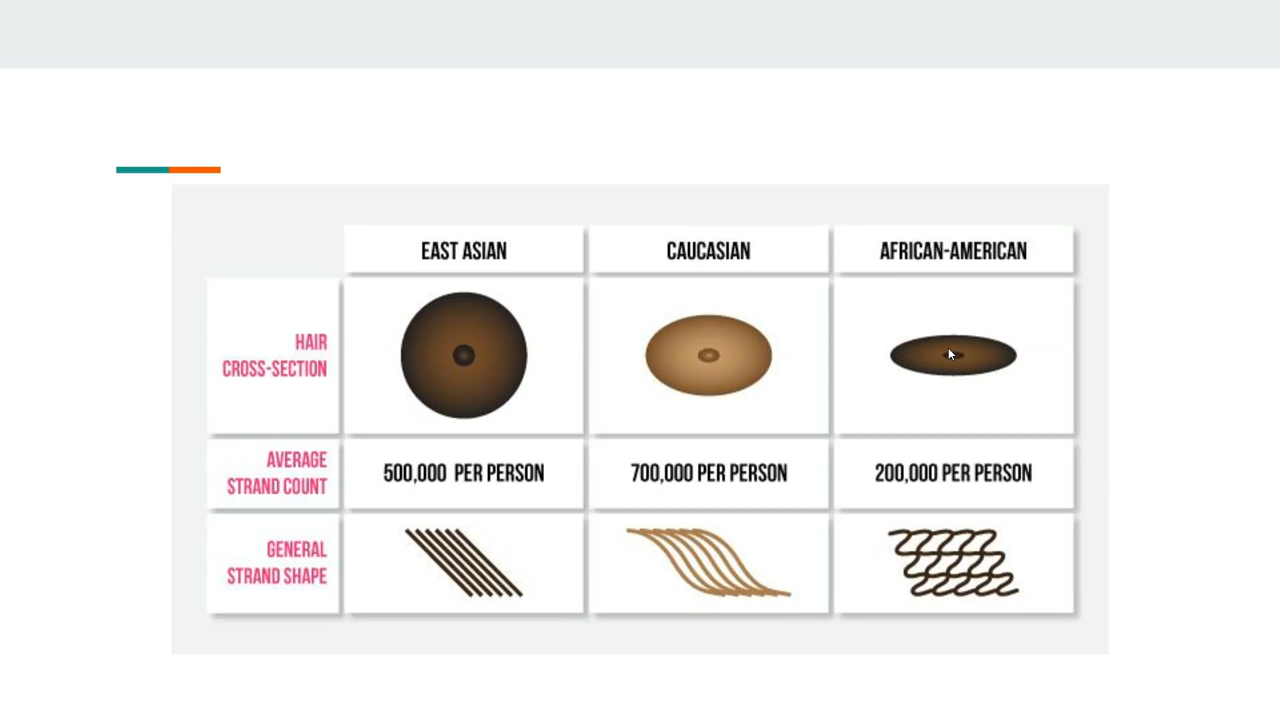 EAST ASIAN
CAUCASIAN
AFRICAN-AMERICAN
HAIR
CROSS-SECTION
AVERAGE
STRAND COUNT
500,000 PER PERSON
700,000 PER PERSON
200,000 PER PERSON
GENERAL
STRAND SHAPE